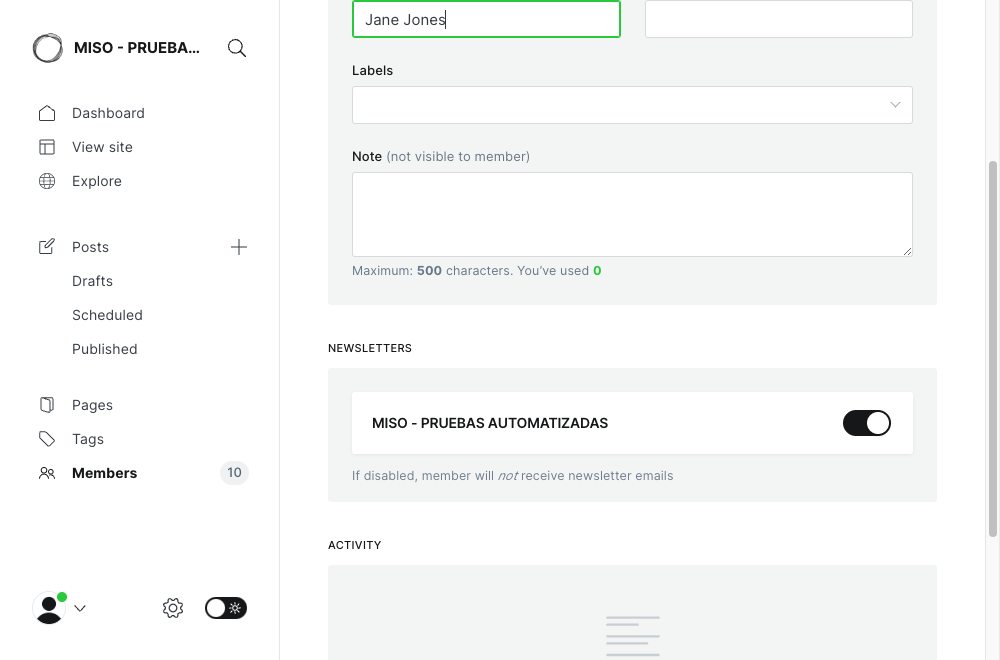 MISO - PRUEBA...
Dashboard
View site
Explore
Posts
Drafts
Scheduled
Published
Pages
Tags
Members 10
Jane Jones
Labels
Note (not visible to member)
Maximum: 500 characters. You’ve used 0
NEWSLETTERS
MISO - PRUEBAS AUTOMATIZADAS
If disabled, member will not receive newsletter emails
ACTIVITY